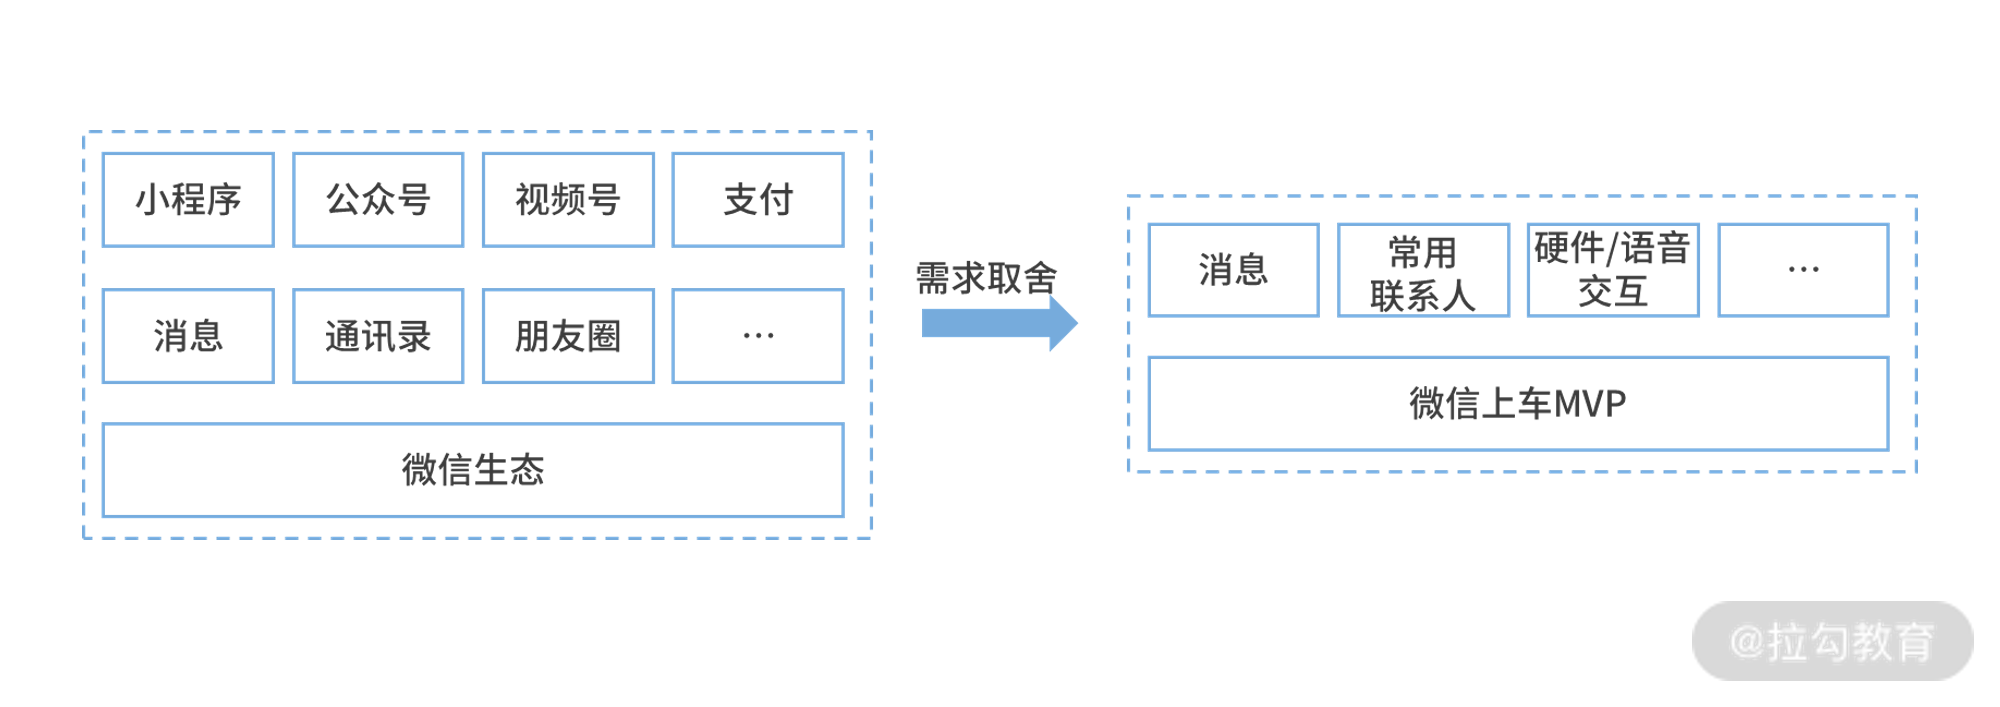 小程序
公众号
视频号
支付
消息
通讯录
朋友圈
…
微信生态
需求取舍
消息
常用
联系人
硬件/语音
交互
…
微信上车MVP
@拉勾教育